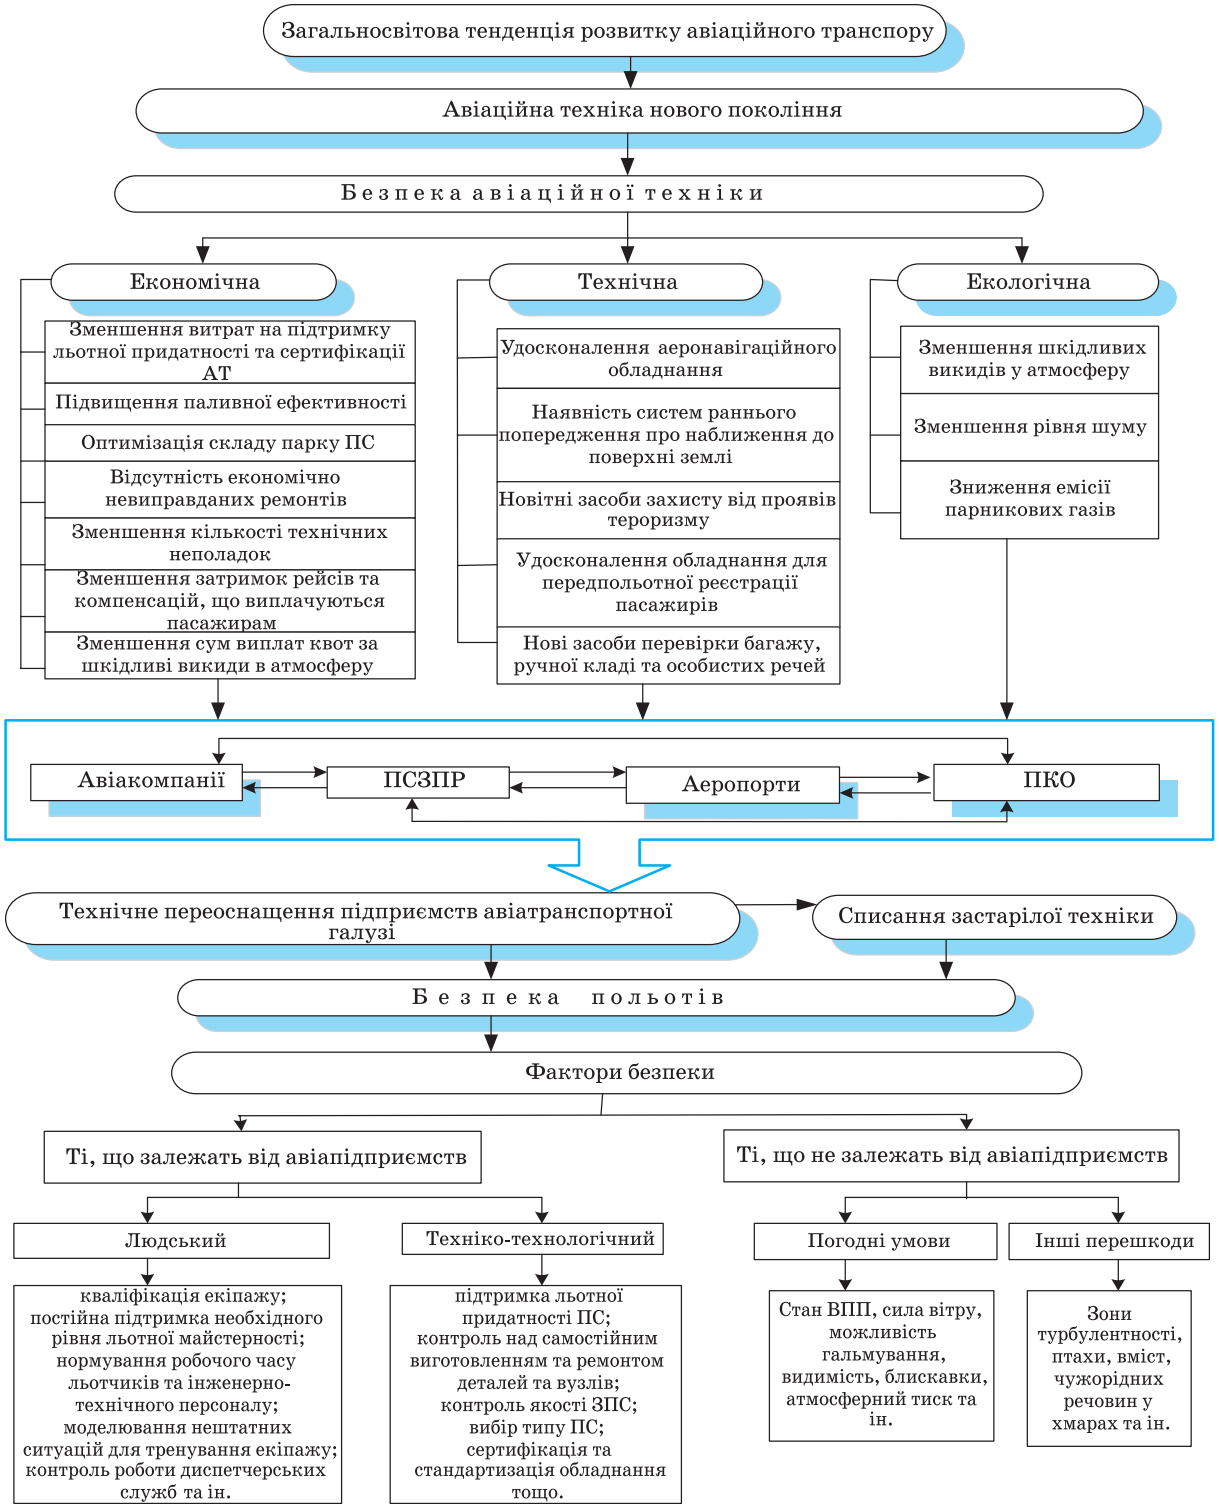 Загальносвітова тенденція розвитку авіаційного транспору
Авіаційна техніка нового покоління
Безпека авіаційної техніки
Економічна
Зменшення витрат на підтримку
льотної придатності та сертифікації
АТ
Підвищення паливної ефективності
Оптимізація складу парку ПС
Відсутність економічно
невиправданих ремонтів
Зменшення кількості технічних
неполадок
Зменшення затримок рейсів та
компенсацій, що виплачуються
пасажирам
Зменшення сум виплат квот за
шкідливі викиди в атмосферу
Технічна
Удосконалення аеронавігаційного
обладнання
Наявність систем раннього
попередження про наближення до
поверхні землі
Новітні засоби захисту від проявів
тероризму
Удосконалення обладнання для
передпольотної реєстрації
пасажирів
Нові засоби перевірки багажу,
ручної кладі та особистих речей
Екологічна
Зменшення шкідливих
викидів у атмосферу
Зменшення рівня шуму
Зниження емісії
парникових газів
Авіакомпанії
ПСЗПР
Аеропорти
ПКО
Технічне переоснащення підприємств авіатранспортної
галузі
Списання застарілої техніки
Безпека польотів
Фактори безпеки
Ті, що залежать від авіапідприємств
Ті, що не залежать від авіапідприємств
Людський
Техніко-технологічний
Погодні умови
Інші перешкоди
кваліфікація екіпажу;
постійна підтримка необхідного
рівня льотної майстерності;
нормування робочого часу
льотчиків та інженерно-
технічного персоналу;
моделювання нештатних
ситуацій для тренування екіпажу;
контроль роботи диспетчерських
служб та ін.
підтримка льотної
придатності ПС;
контроль над самостійним
виготовленням та ремонтом
деталей та вузлів;
контроль якості ЗПС;
вибір типу ПС;
сертифікація та
стандартизація обладнання
тощо.
Стан ВПП, сила вітру,
можливість
гальмування,
видимість, блискавки,
атмосферний тиск та
ін.
Зони
турбулентності,
птахи, вміст,
чужорідних
речовин у
хмарах та ін.